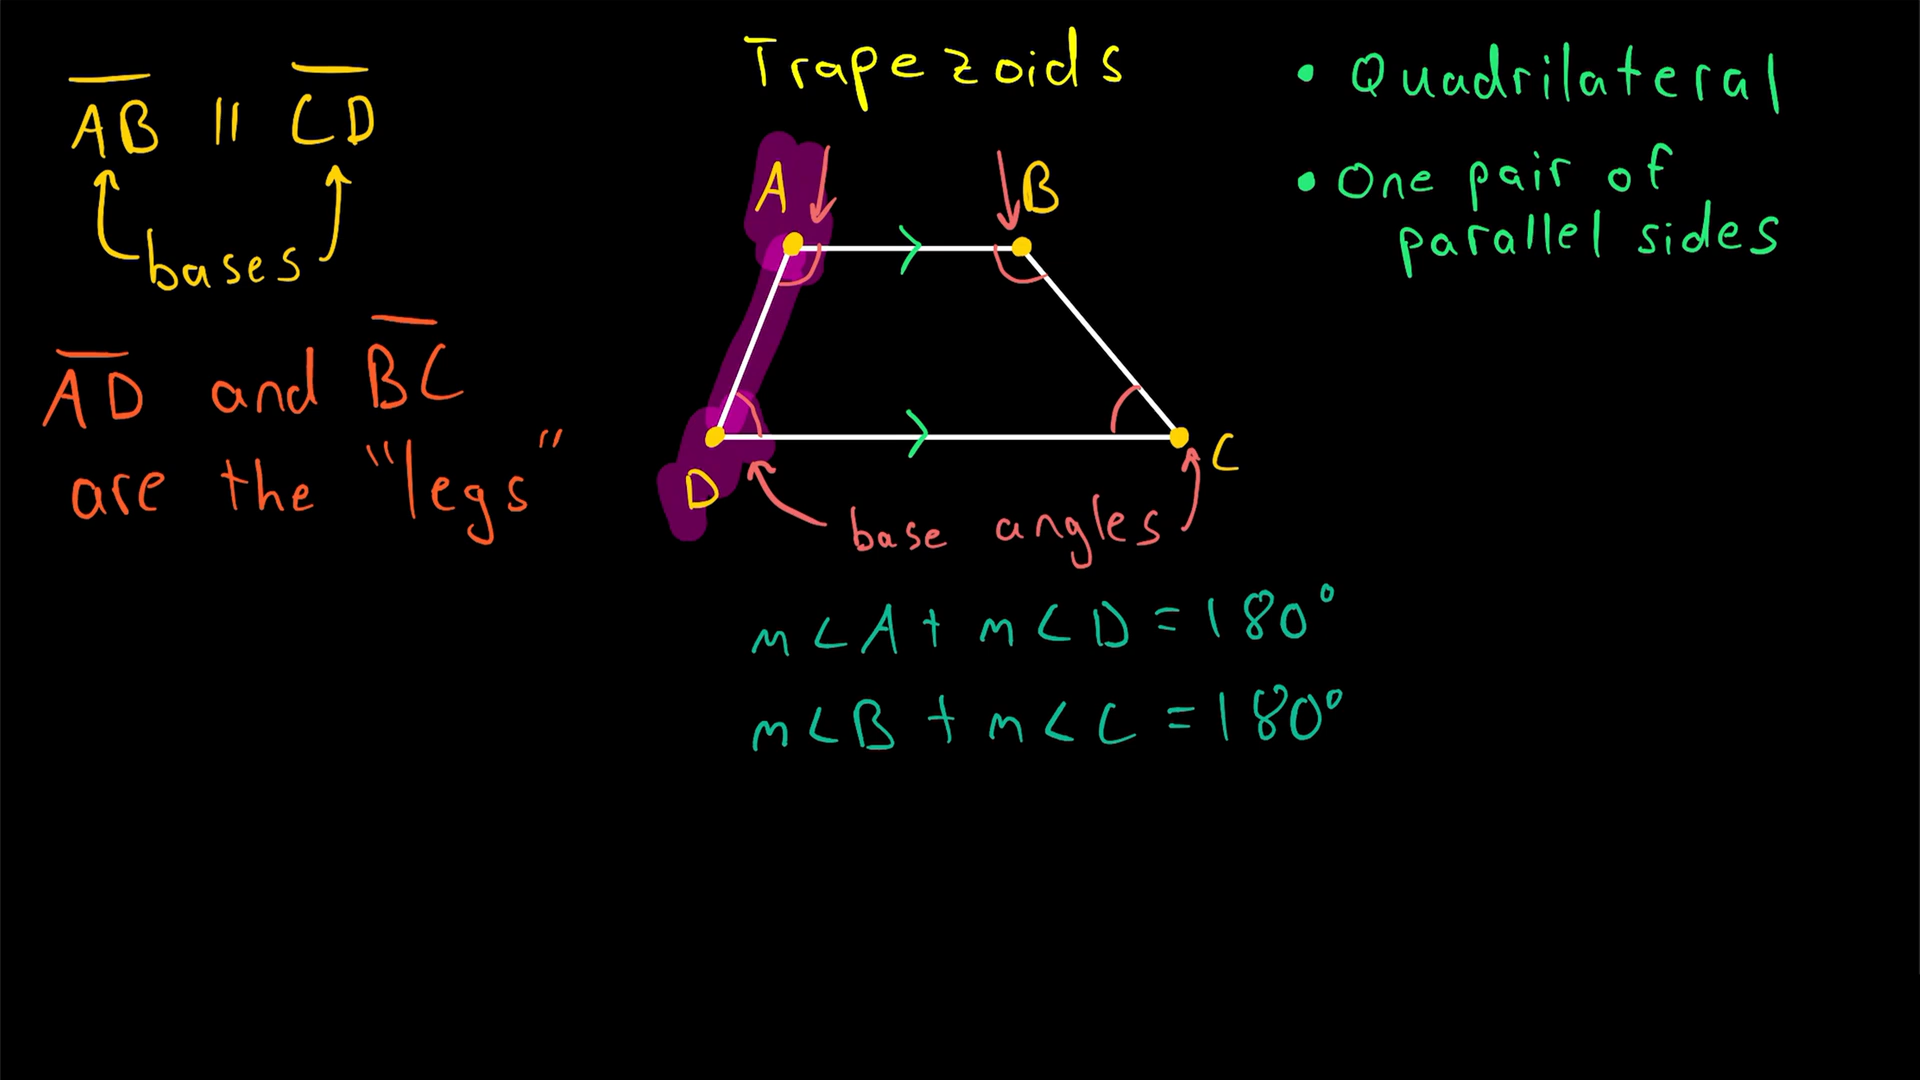 Trapezoids
AB || CD
bases
AD and BC
are the "legs"
A
B
D
C
base angles
m∠A + m∠D = 180°
m∠B + m∠C = 180°
• Quadrilateral
• One pair of
parallel sides